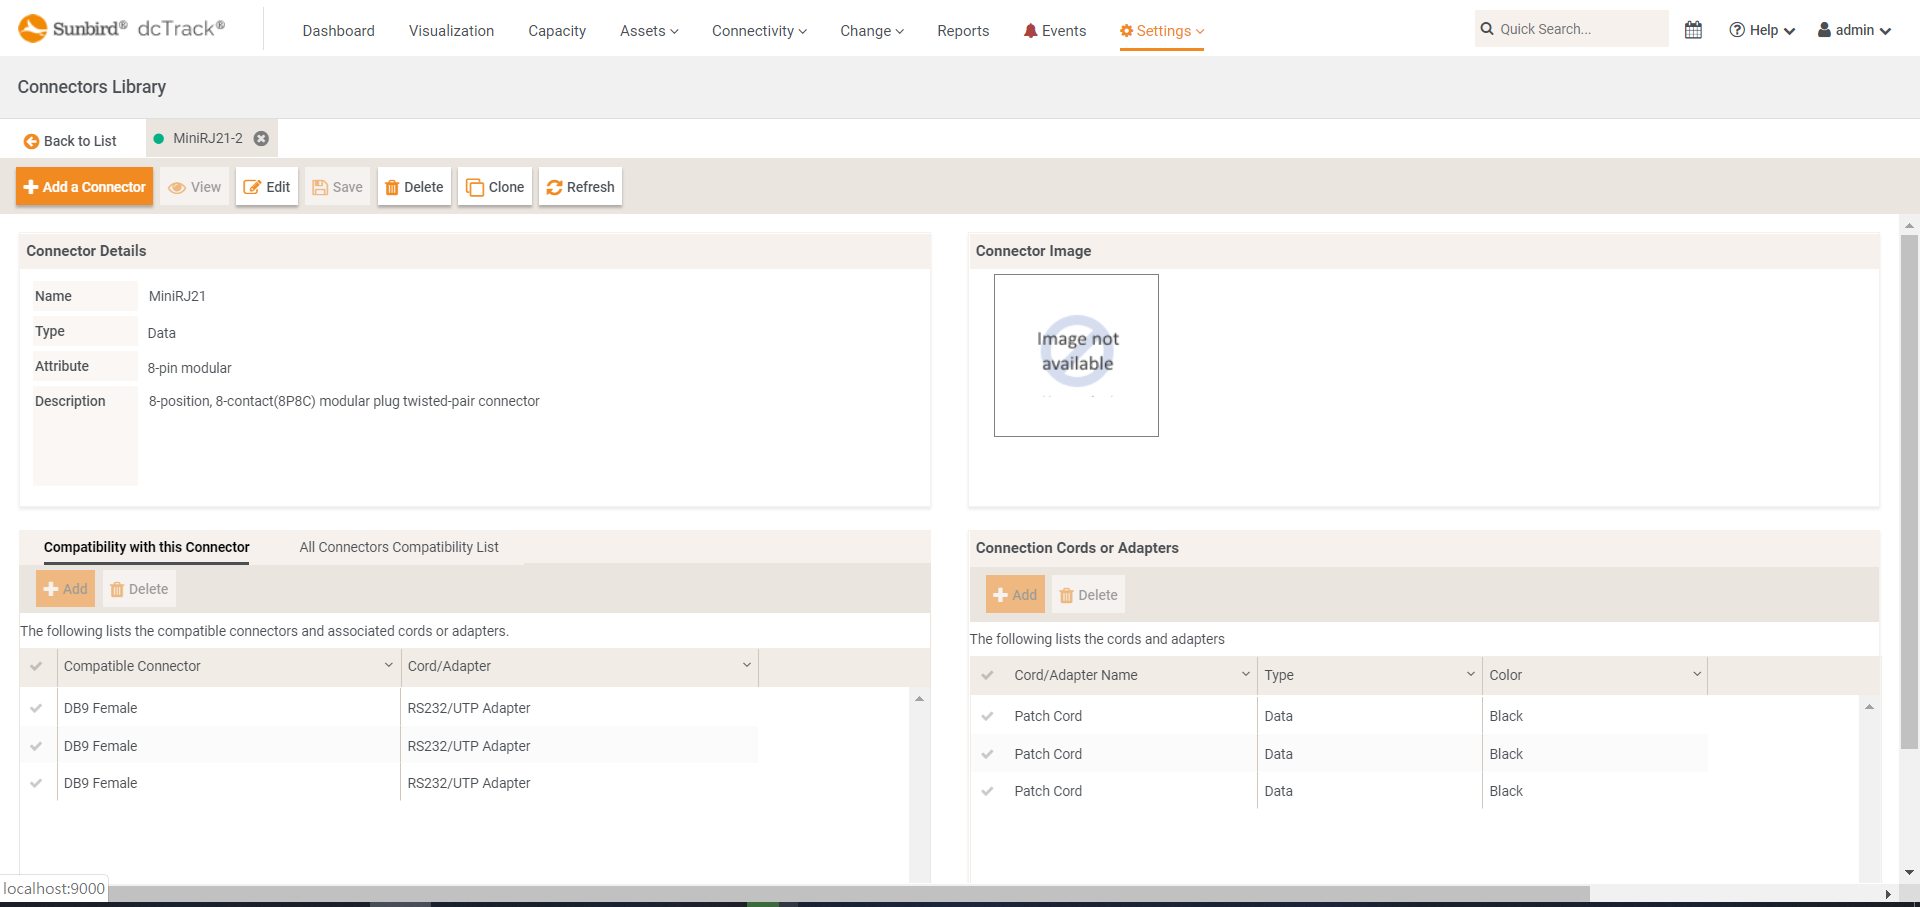 Sunbird® dcTrack®
Dashboard
Visualization
Capacity
Assets
Connectivity
Change
Reports
Events
Settings
Quick Search...
Help
admin
Connectors Library
Back to List
MiniRJ21-2
Add a Connector
View
Edit
Save
Delete
Clone
Refresh
Connector Details
Name
MiniRJ21
Type
Data
Attribute
8-pin modular
Description
8-position, 8-contact(8P8C) modular plug twisted-pair connector
Connector Image
Image not
available
Compatibility with this Connector
All Connectors Compatibility List
Add
Delete
The following lists the compatible connectors and associated cords or adapters.
Compatible Connector
Cord/Adapter
DB9 Female
RS232/UTP Adapter
DB9 Female
RS232/UTP Adapter
DB9 Female
RS232/UTP Adapter
Connection Cords or Adapters
Add
Delete
The following lists the cords and adapters
Cord/Adapter Name
Type
Color
Patch Cord
Data
Black
Patch Cord
Data
Black
Patch Cord
Data
Black
localhost:9000